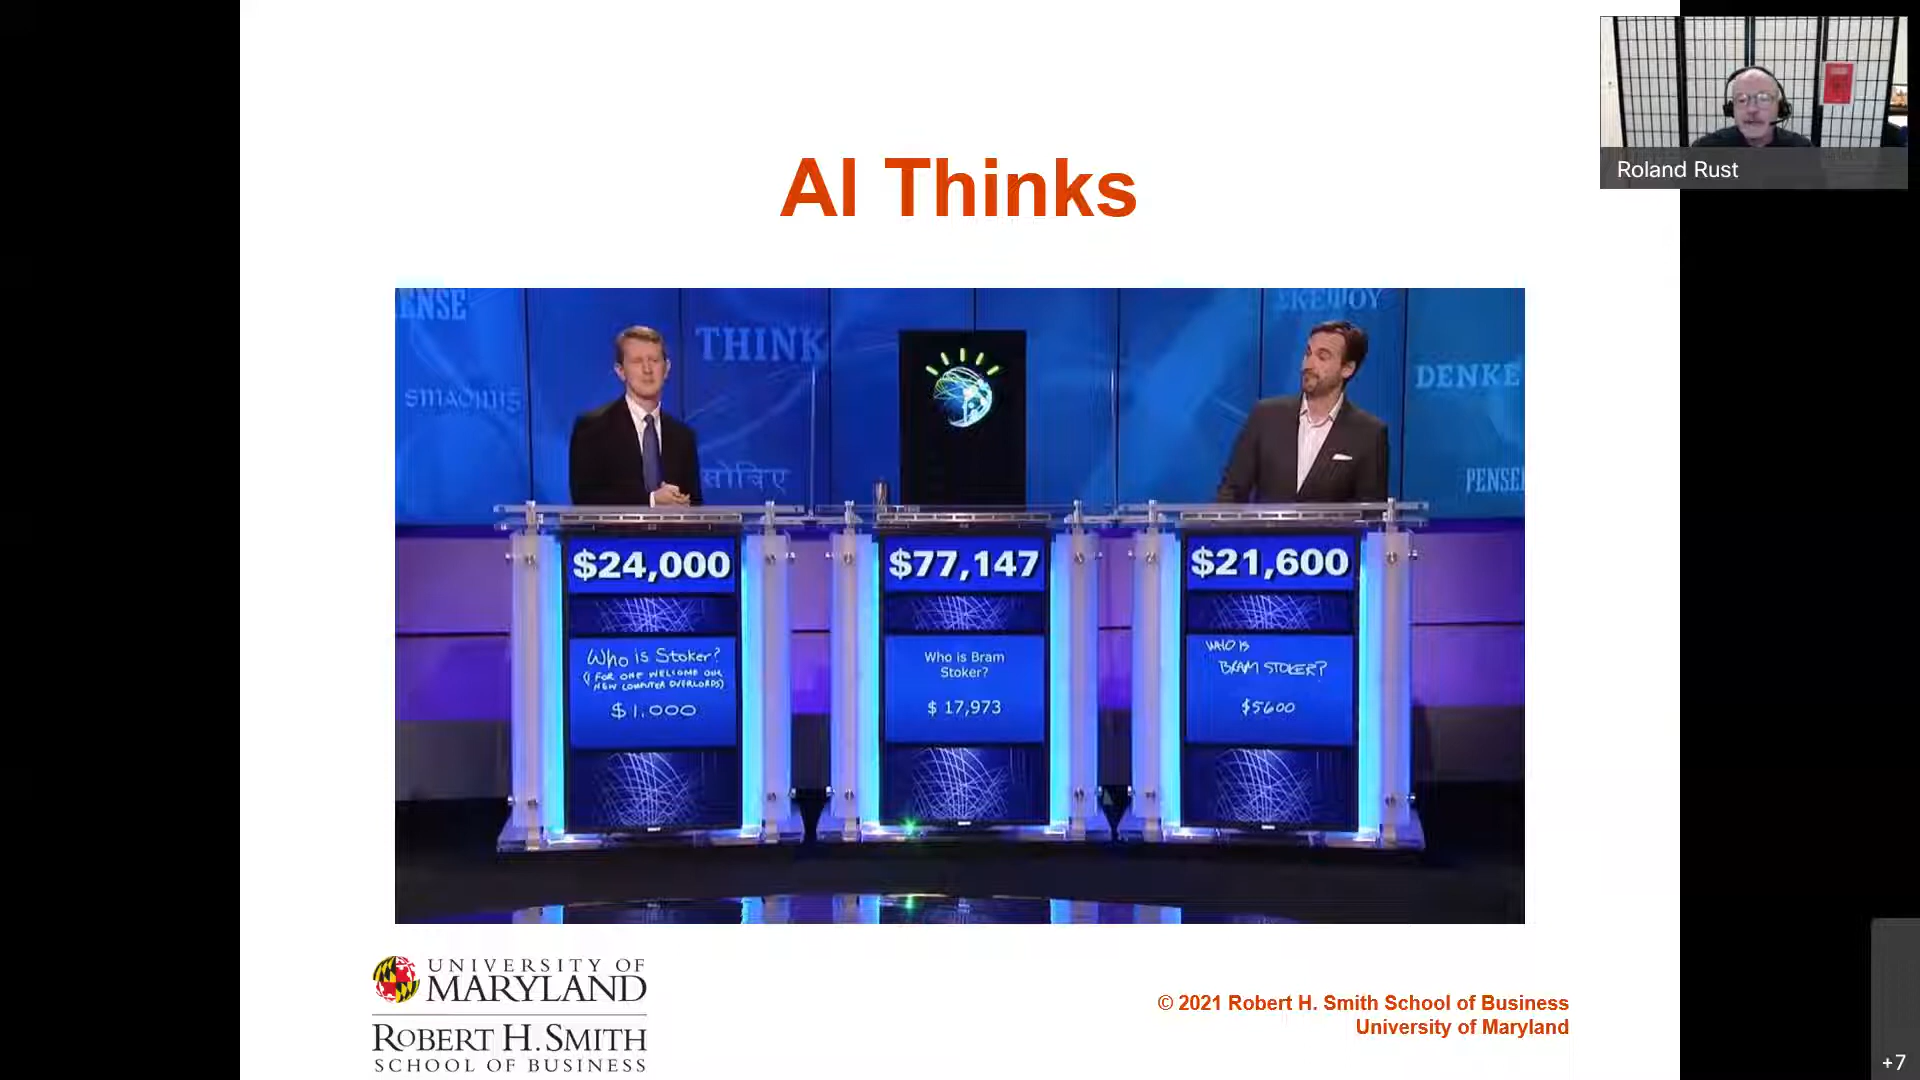 AI Thinks
Roland Rust
ENSE
THINK
DENKE
सोचिए
PENSE
$24,000
$77,147
$21,600
Who is Stoker?
(I FOR ONE WELCOME OUR
NEW COMPUTER OVERLORDS)
$1,000
Who is Bram
Stoker?
$ 17,973
WHO IS
BRAM STOKER?
$5600
UNIVERSITY OF
MARYLAND
ROBERT H. SMITH
SCHOOL OF BUSINESS
© 2021 Robert H. Smith School of Business
University of Maryland
+7